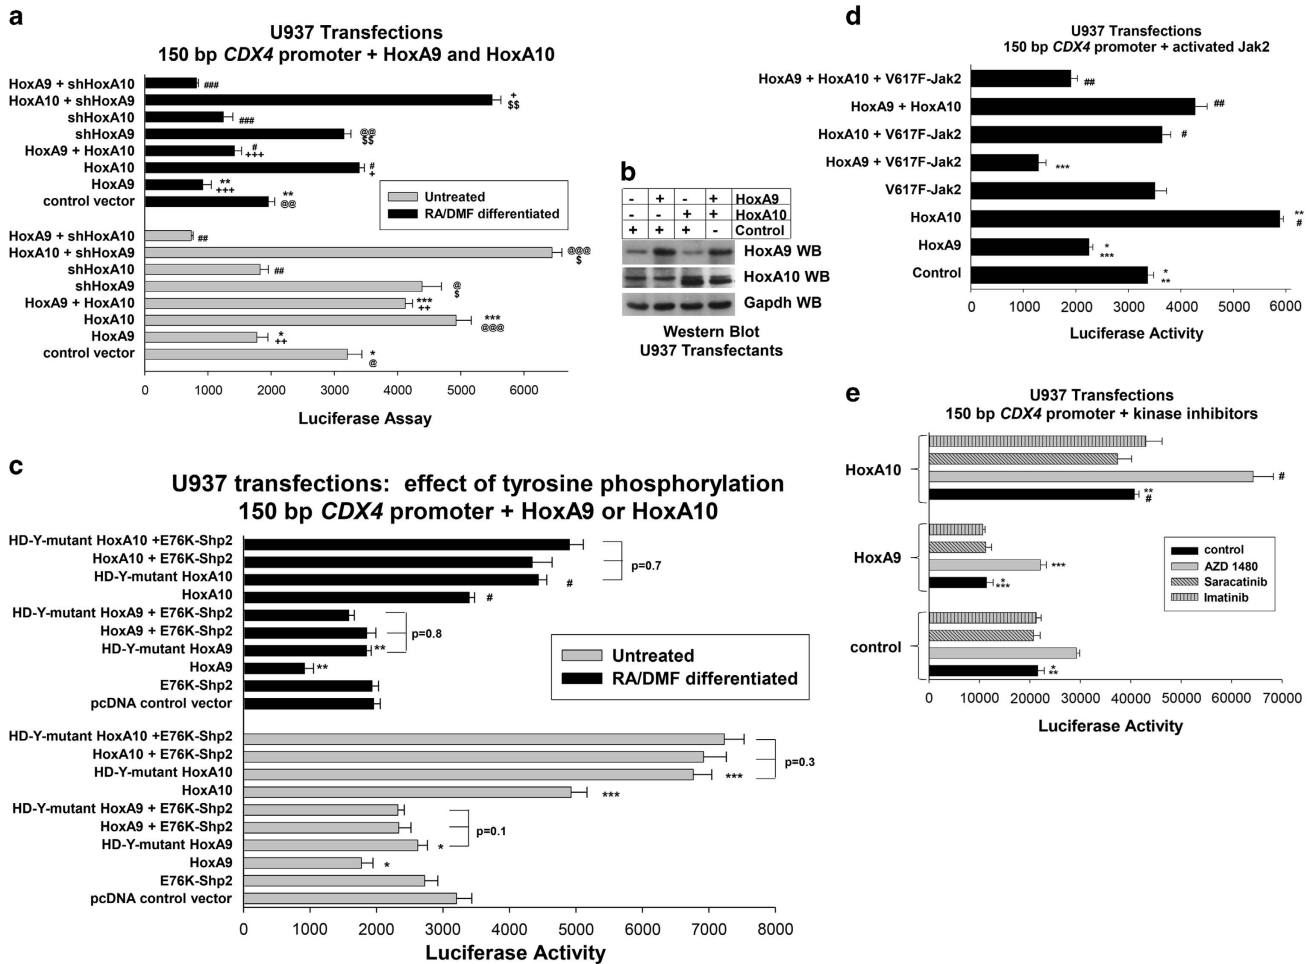 a
U937 Transfections
150 bp CDX4 promoter + HoxA9 and HoxA10
HoxA9 + shHoxA10
###
HoxA10 + shHoxA9
+
$$
shHoxA10
###
shHoxA9
@@
$$
HoxA9 + HoxA10
#
+++
HoxA10
#
+
HoxA9
**
+++
control vector
**
@@
Untreated
RA/DMF differentiated
HoxA9 + shHoxA10
##
HoxA10 + shHoxA9
@@@
$
shHoxA10
##
shHoxA9
@
$
HoxA9 + HoxA10
***
++
HoxA10
***
@@@
HoxA9
*
++
control vector
*
@
0 1000 2000 3000 4000 5000 6000
Luciferase Assay
b
- + - + HoxA9
- - + + HoxA10
+ + + - Control
HoxA9 WB
HoxA10 WB
Gapdh WB
Western Blot
U937 Transfectants
c
U937 transfections: effect of tyrosine phosphorylation
150 bp CDX4 promoter + HoxA9 or HoxA10
HD-Y-mutant HoxA10 +E76K-Shp2
HoxA10 + E76K-Shp2
p=0.7
HD-Y-mutant HoxA10
#
HoxA10
#
HD-Y-mutant HoxA9 + E76K-Shp2
HoxA9 + E76K-Shp2
p=0.8
HD-Y-mutant HoxA9
**
HoxA9
**
E76K-Shp2
pcDNA control vector
Untreated
RA/DMF differentiated
HD-Y-mutant HoxA10 +E76K-Shp2
HoxA10 + E76K-Shp2
p=0.3
HD-Y-mutant HoxA10
***
HoxA10
***
HD-Y-mutant HoxA9 + E76K-Shp2
HoxA9 + E76K-Shp2
p=0.1
HD-Y-mutant HoxA9
*
HoxA9
*
E76K-Shp2
pcDNA control vector
0 1000 2000 3000 4000 5000 6000 7000 8000
Luciferase Activity
d
U937 Transfections
150 bp CDX4 promoter + activated Jak2
HoxA9 + HoxA10 + V617F-Jak2
##
HoxA9 + HoxA10
##
HoxA10 + V617F-Jak2
#
HoxA9 + V617F-Jak2
***
V617F-Jak2
HoxA10
**
#
HoxA9
*
***
Control
*
**
0 1000 2000 3000 4000 5000 6000
Luciferase Activity
e
U937 Transfections
150 bp CDX4 promoter + kinase inhibitors
HoxA10
#
**
#
HoxA9
***
*
***
control
*
**
control
AZD 1480
Saracatinib
Imatinib
0 10000 20000 30000 40000 50000 60000 70000
Luciferase Activity